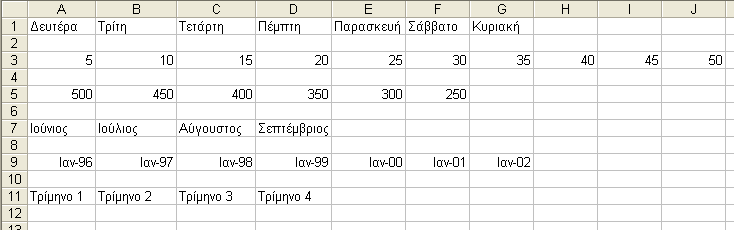 A B C D E F G H I J
1 Δευτέρα Τρίτη Τετάρτη Πέμπτη Παρασκευή Σάββατο Κυριακή
2
3 5 10 15 20 25 30 35 40 45 50
4
5 500 450 400 350 300 250
6
7 Ιούνιος Ιούλιος Αύγουστος Σεπτέμβριος
8
9 Ιαν-96 Ιαν-97 Ιαν-98 Ιαν-99 Ιαν-00 Ιαν-01 Ιαν-02
10
11 Τρίμηνο 1 Τρίμηνο 2 Τρίμηνο 3 Τρίμηνο 4
12
13